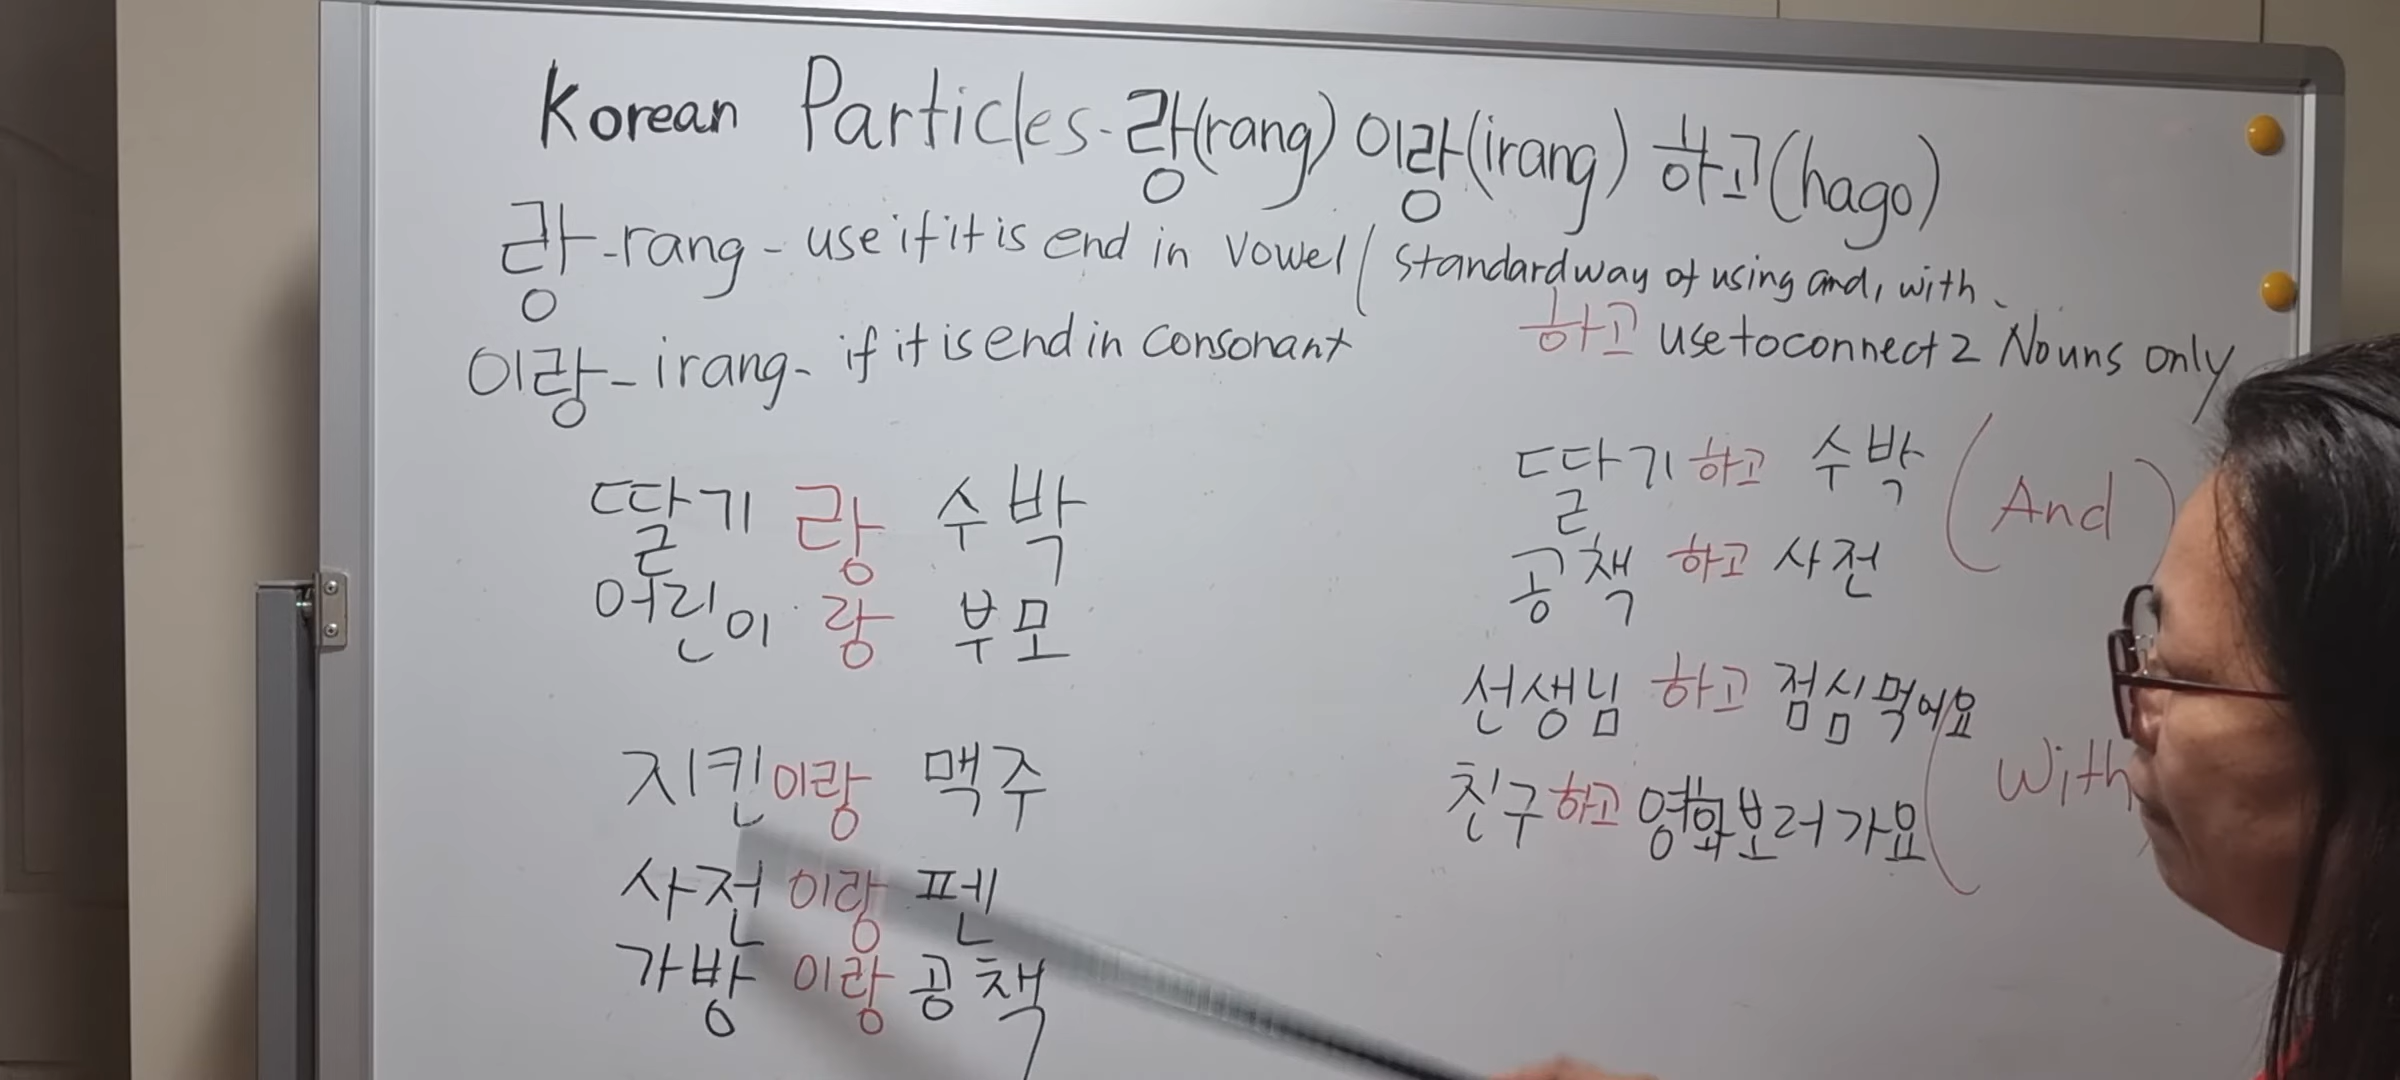 Korean Particles - 랑(rang) 이랑(irang) 하고(hago)
랑 - rang - use if it is end in vowel
이랑 - irang - if it is end in consonant
딸기 랑 수박
어린이 랑 부모
지킨이랑 맥주
사전 이랑 펜
가방 이랑 공책
Standard way of using and, with
하고 use to connect 2 Nouns only
딸기 하고 수박
공책 하고 사전
(And)
선생님 하고 점심먹어요
친구하고 영화보러가요
(With